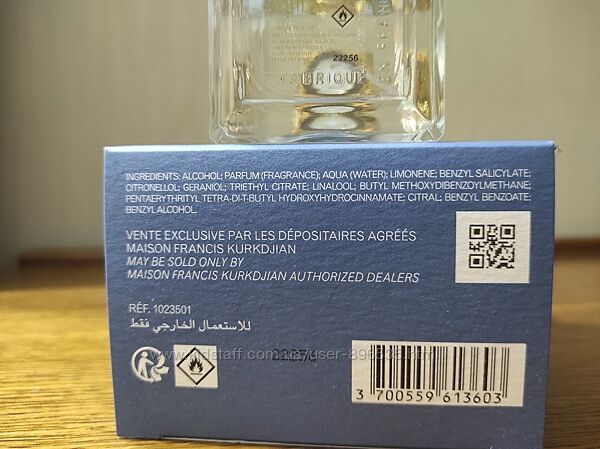 22256
INGREDIENTS: ALCOHOL; PARFUM (FRAGRANCE); AQUA (WATER); LIMONENE; BENZYL SALICYLATE;
CITRONELLOL; GERANIOL; TRIETHYL CITRATE; LINALOOL; BUTYL METHOXYDIBENZOYLMETHANE;
PENTAERYTHRITYL TETRA-DI-T-BUTYL HYDROXYHYDROCINNAMATE; CITRAL; BENZYL BENZOATE;
BENZYL ALCOHOL.
VENTE EXCLUSIVE PAR LES DÉPOSITAIRES AGRÉÉS
MAISON FRANCIS KURKDJIAN
MAY BE SOLD ONLY BY
MAISON FRANCIS KURKDJIAN AUTHORIZED DEALERS
RÉF. 1023501
للاستعمال الخارجي فقط
3 700559 613603